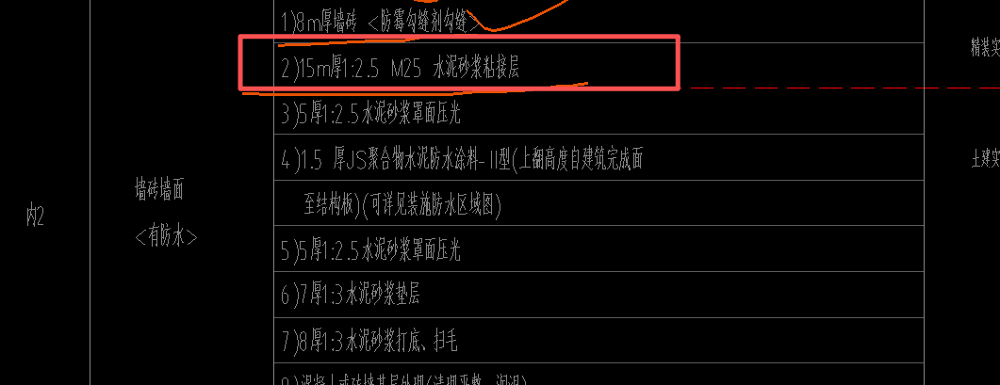 1)8m厚墙砖 <防霉勾缝剂勾缝>
精装实
2)15m厚1:2.5 M25 水泥砂浆粘接层
3)5厚1:2.5水泥砂浆罩面压光
4)1.5 厚JS聚合物水泥防水涂料-II型(上翻高度自建筑完成面
土建实
墙砖墙面
至结构板)(可详见装施防水区域图)
内2
<有防水>
5)5厚1:2.5水泥砂浆罩面压光
6)7厚1:3水泥砂浆垫层
7)8厚1:3水泥砂浆打底、扫毛